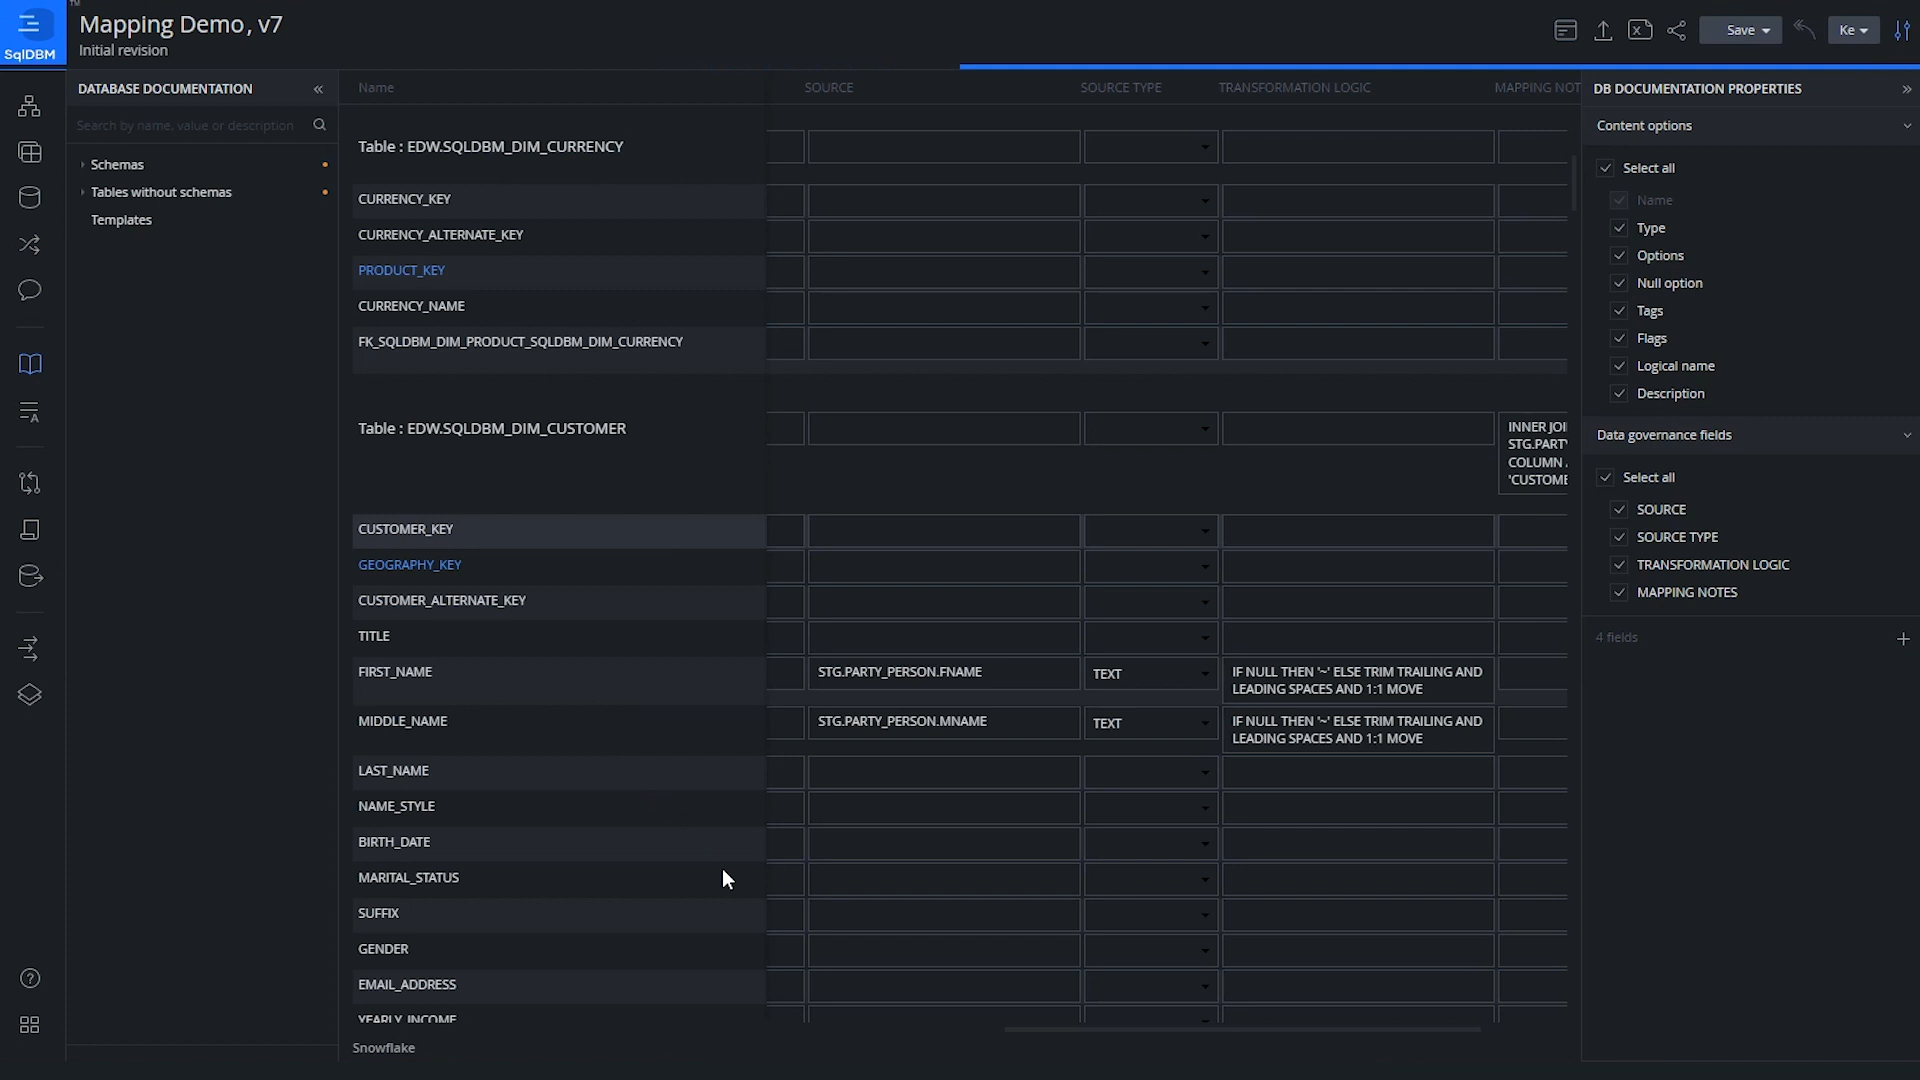 TM
SqlDBM
Mapping Demo, v7
Initial revision
Save
Ke
DATABASE DOCUMENTATION
Search by name, value or description
Schemas
Tables without schemas
Templates
Name
SOURCE
SOURCE TYPE
TRANSFORMATION LOGIC
MAPPING NOT
Table : EDW.SQLDBM_DIM_CURRENCY
CURRENCY_KEY
CURRENCY_ALTERNATE_KEY
PRODUCT_KEY
CURRENCY_NAME
FK_SQLDBM_DIM_PRODUCT_SQLDBM_DIM_CURRENCY
Table : EDW.SQLDBM_DIM_CUSTOMER
INNER JOI
STG.PARTY
COLUMN A
'CUSTOME
CUSTOMER_KEY
GEOGRAPHY_KEY
CUSTOMER_ALTERNATE_KEY
TITLE
FIRST_NAME
STG.PARTY_PERSON.FNAME
TEXT
IF NULL THEN '~' ELSE TRIM TRAILING AND
LEADING SPACES AND 1:1 MOVE
MIDDLE_NAME
STG.PARTY_PERSON.MNAME
TEXT
IF NULL THEN '~' ELSE TRIM TRAILING AND
LEADING SPACES AND 1:1 MOVE
LAST_NAME
NAME_STYLE
BIRTH_DATE
MARITAL_STATUS
SUFFIX
GENDER
EMAIL_ADDRESS
YEARLY_INCOME
Snowflake
DB DOCUMENTATION PROPERTIES
Content options
Select all
Name
Type
Options
Null option
Tags
Flags
Logical name
Description
Data governance fields
Select all
SOURCE
SOURCE TYPE
TRANSFORMATION LOGIC
MAPPING NOTES
4 fields